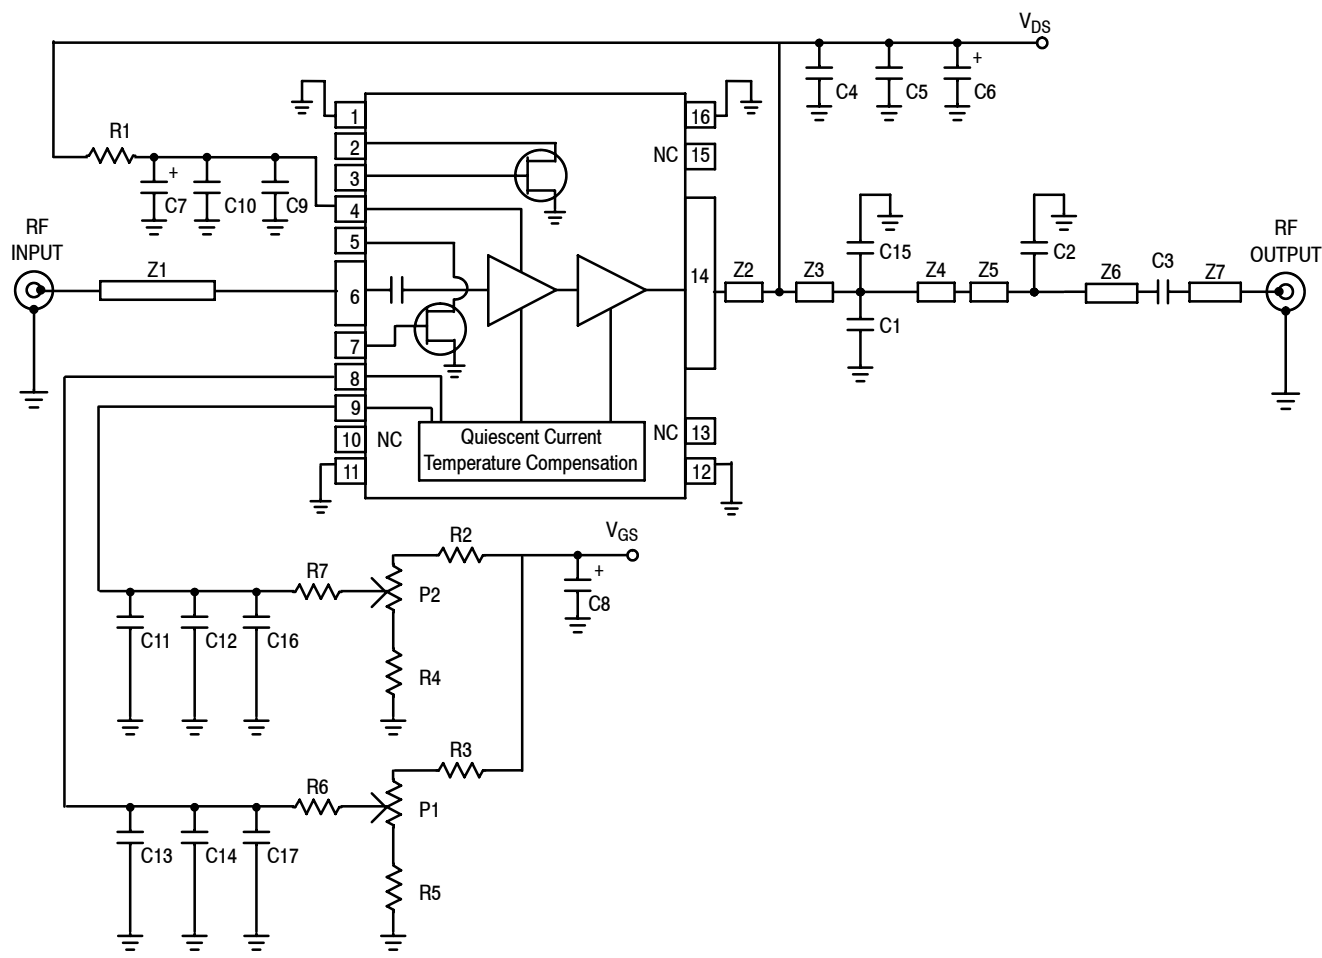 VDS
C4
C5
+
C6
R1
+
C7
C10
C9
1
2
3
4
5
6
7
8
9
10
NC
11
16
NC
15
14
NC
13
12
RF
INPUT
Z1
Quiescent Current
Temperature Compensation
Z2
Z3
C15
C1
Z4
Z5
C2
Z6
C3
Z7
RF
OUTPUT
VGS
R2
+
C8
R7
P2
C11
C12
C16
R4
R3
R6
P1
C13
C14
C17
R5